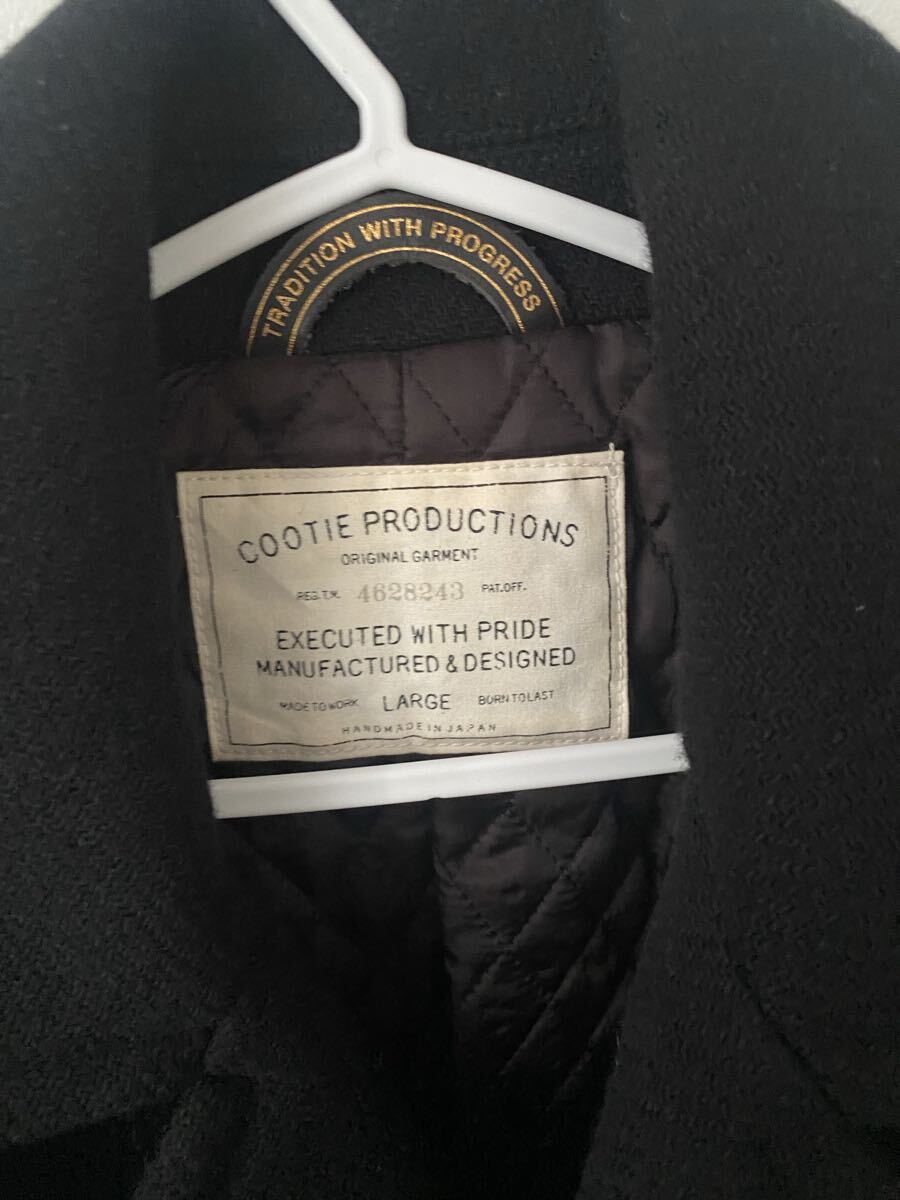 TRADITION WITH PROGRESS
COOTIE PRODUCTIONS
ORIGINAL GARMENT
REG.T.M. 4628243 PAT.OFF.
EXECUTED WITH PRIDE
MANUFACTURED & DESIGNED
MADE TO WORK LARGE BORN TO LAST
HANDMADE IN JAPAN